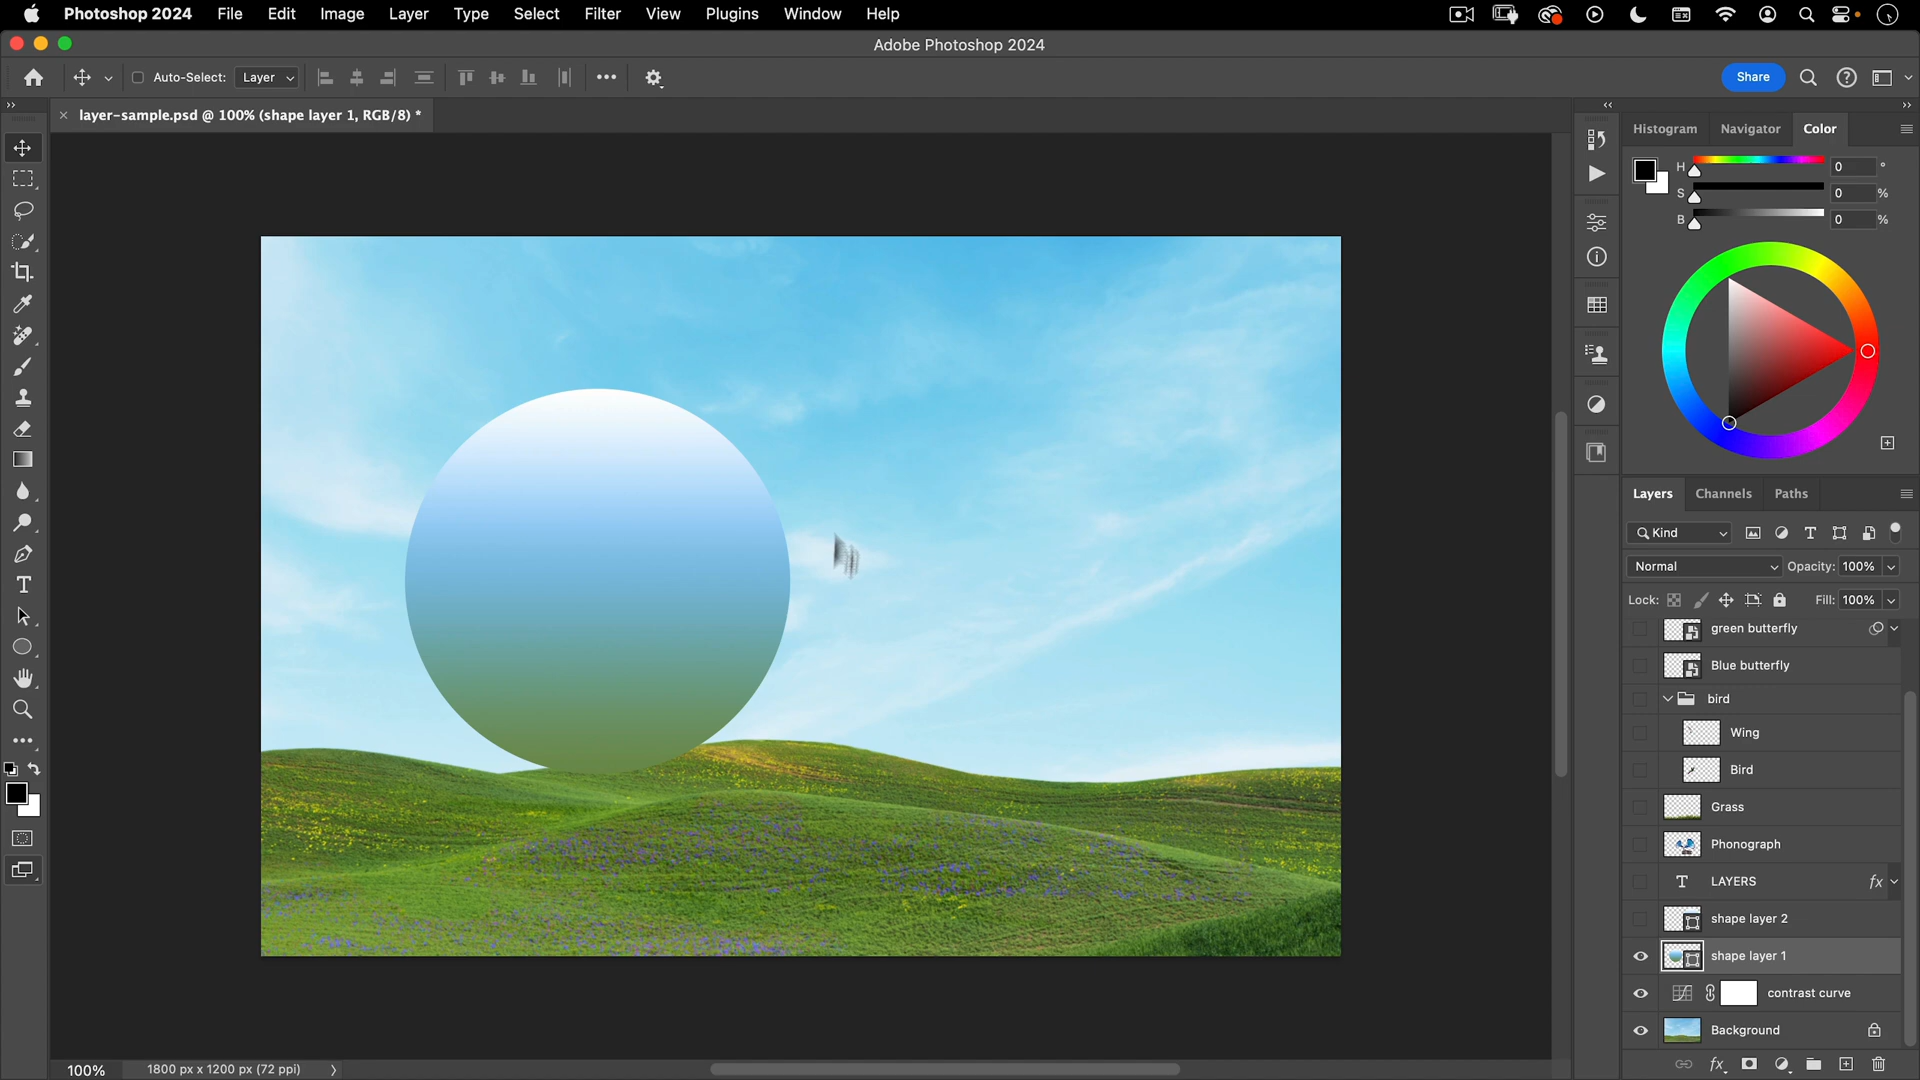 Photoshop 2024 File Edit Image Layer Type Select Filter View Plugins Window Help
Adobe Photoshop 2024
Auto-Select: Layer Share
layer-sample.psd @ 100% (shape layer 1, RGB/8) *
Histogram Navigator Color
H 0 °
S 0 %
B 0 %
Layers Channels Paths
Kind
Normal Opacity: 100%
Lock: Fill: 100%
green butterfly
Blue butterfly
bird
Wing
Bird
Grass
Phonograph
T LAYERS fx
shape layer 2
shape layer 1
contrast curve
Background
fx
100% 1800 px x 1200 px (72 ppi)